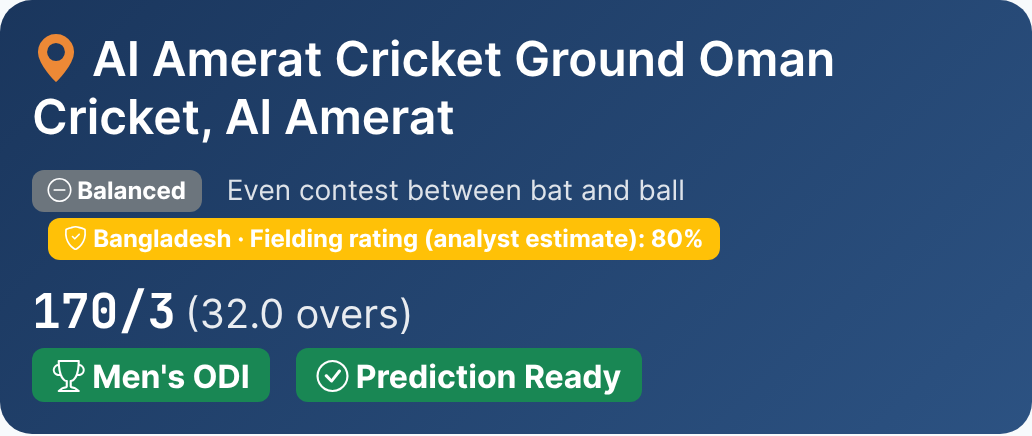 Al Amerat Cricket Ground Oman
Cricket, Al Amerat
Balanced Even contest between bat and ball
Bangladesh · Fielding rating (analyst estimate): 80%
170/3 (32.0 overs)
Men's ODI Prediction Ready